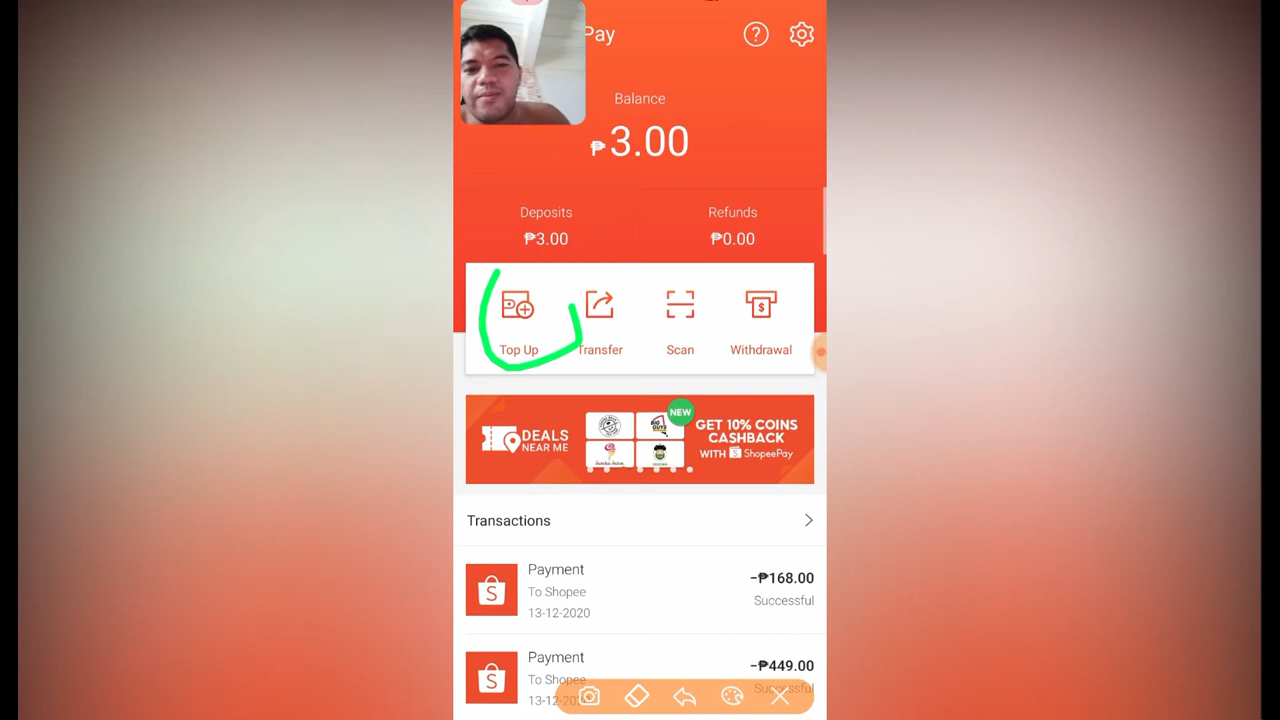 Pay
Balance
₱3.00
Deposits
Refunds
₱3.00
₱0.00
Top Up
Transfer
Scan
Withdrawal
DEALS
NEAR ME
NEW
GET 10% COINS
CASHBACK
WITH ShopeePay
Transactions
Payment
To Shopee
13-12-2020
-₱168.00
Successful
Payment
To Shopee
-₱449.00
Successful